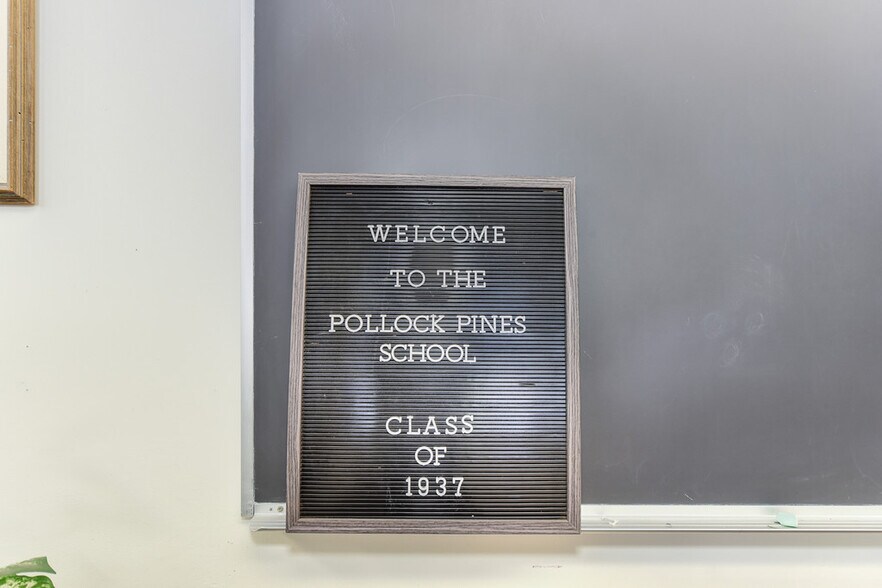 WELCOME
TO THE
POLLOCK PINES
SCHOOL
CLASS
OF
1937